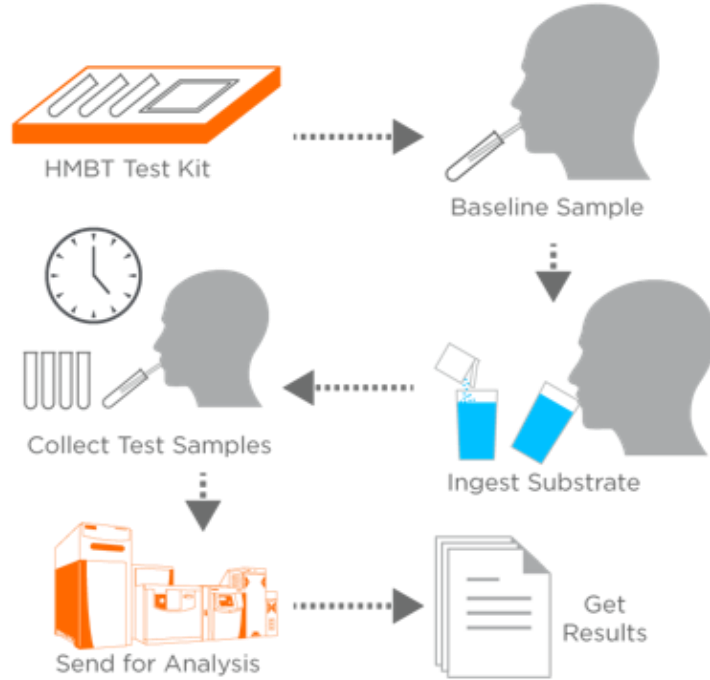 HMBT Test Kit
Baseline Sample
Collect Test Samples
Ingest Substrate
Send for Analysis
Get
Results